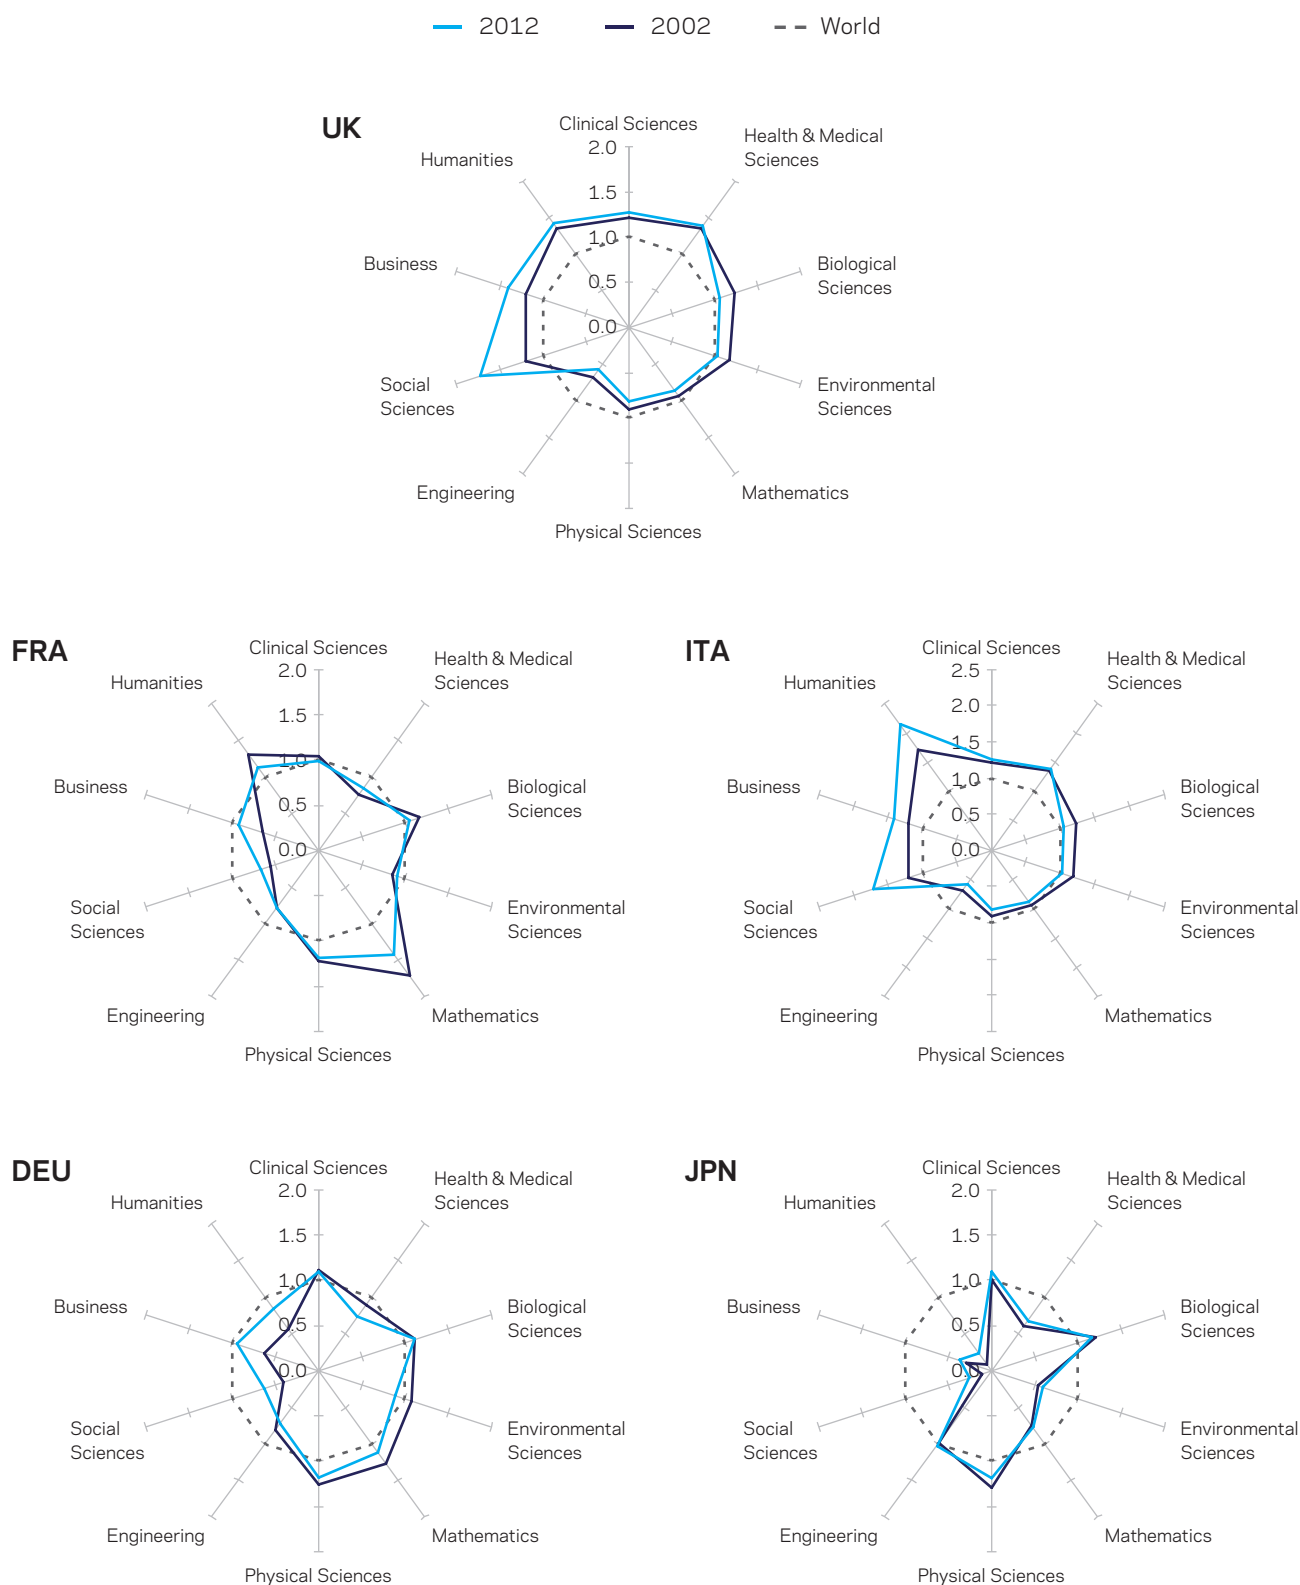 2012 2002 World
UK
Clinical Sciences
Health & Medical
Sciences
Humanities
2.0
1.5
1.0
0.5
0.0
Business
Biological
Sciences
Social
Sciences
Environmental
Sciences
Engineering
Mathematics
Physical Sciences
FRA
Clinical Sciences
Health & Medical
Sciences
Humanities
2.0
1.5
1.0
0.5
0.0
Business
Biological
Sciences
Social
Sciences
Environmental
Sciences
Engineering
Mathematics
Physical Sciences
ITA
Clinical Sciences
Health & Medical
Sciences
Humanities
2.5
2.0
1.5
1.0
0.5
0.0
Business
Biological
Sciences
Social
Sciences
Environmental
Sciences
Engineering
Mathematics
Physical Sciences
DEU
Clinical Sciences
Health & Medical
Sciences
Humanities
2.0
1.5
1.0
0.5
0.0
Business
Biological
Sciences
Social
Sciences
Environmental
Sciences
Engineering
Mathematics
Physical Sciences
JPN
Clinical Sciences
Health & Medical
Sciences
Humanities
2.0
1.5
1.0
0.5
0.0
Business
Biological
Sciences
Social
Sciences
Environmental
Sciences
Engineering
Mathematics
Physical Sciences